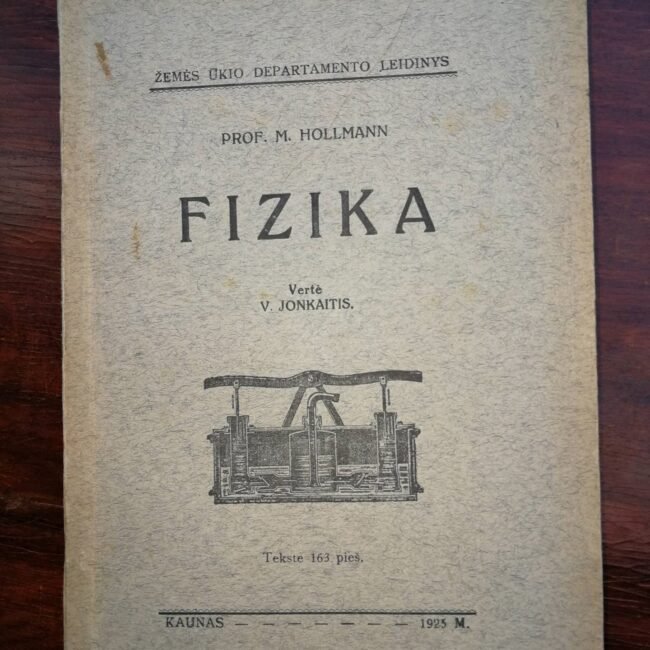 ŽEMĖS ŪKIO DEPARTAMENTO LEIDINYS
PROF. M. HOLLMANN
FIZIKA
Vertė
V. JONKAITIS.
Tekste 163 pieš.
KAUNAS — — — — — — — 1925 M.